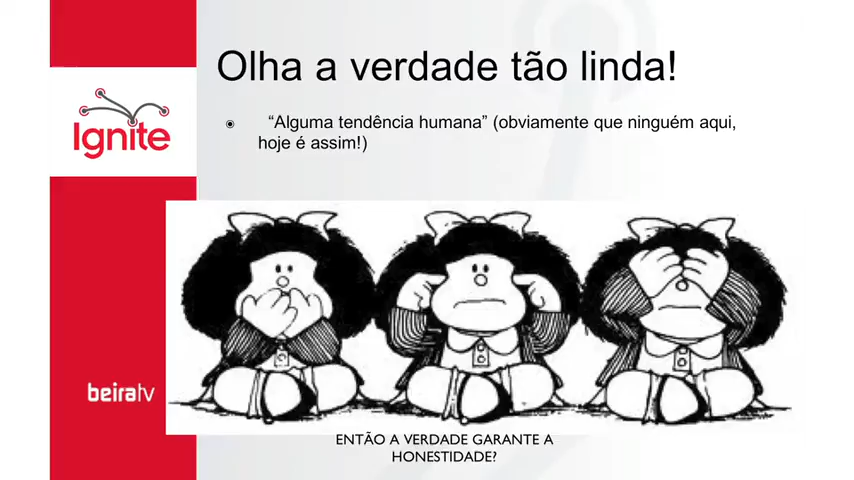 Olha a verdade tão linda!
Ignite
“Alguma tendência humana” (obviamente que ninguém aqui,
hoje é assim!)
beiratv
ENTÃO A VERDADE GARANTE A
HONESTIDADE?